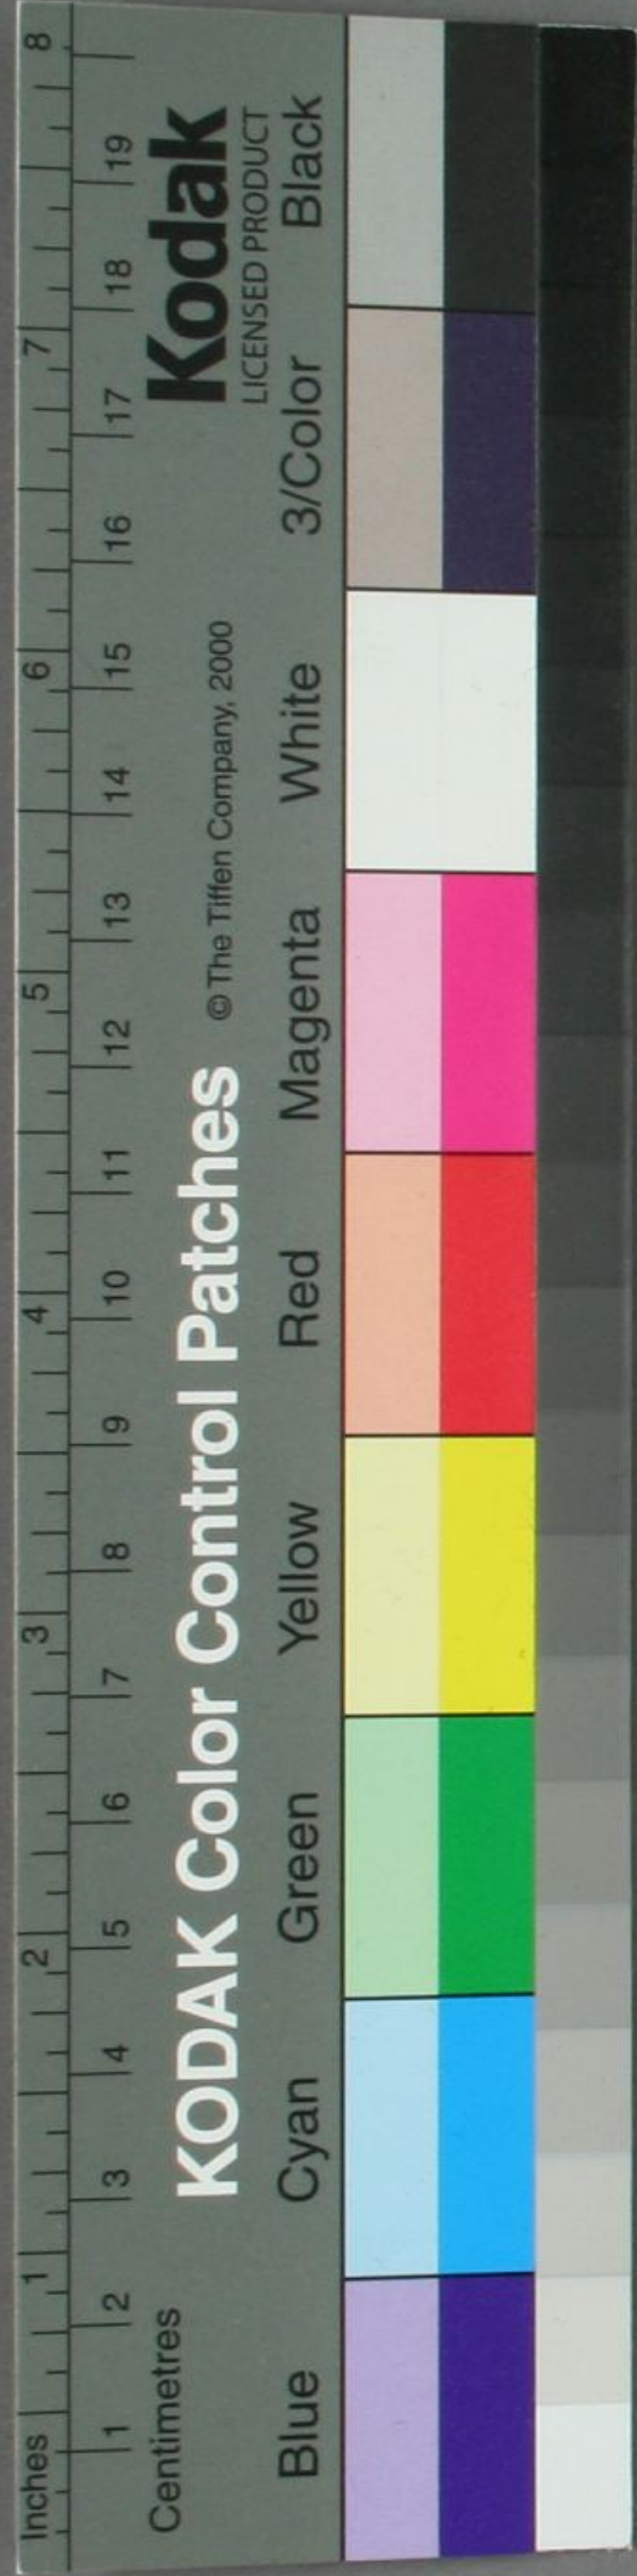 Inches 1 2 3 4 5 6 7 8
1 2 3 4 5 6 7 8 9 10 11 12 13 14 15 16 17 18 19
Centimetres
KODAK Color Control Patches © The Tiffen Company, 2000
Kodak
LICENSED PRODUCT
Blue Cyan Green Yellow Red Magenta White 3/Color Black